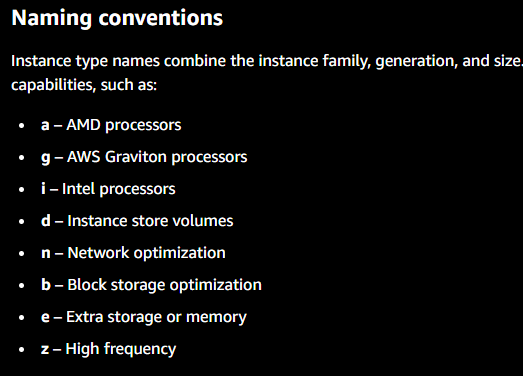 Naming conventions
Instance type names combine the instance family, generation, and size.
capabilities, such as:
• a – AMD processors
• g – AWS Graviton processors
• i – Intel processors
• d – Instance store volumes
• n – Network optimization
• b – Block storage optimization
• e – Extra storage or memory
• z – High frequency